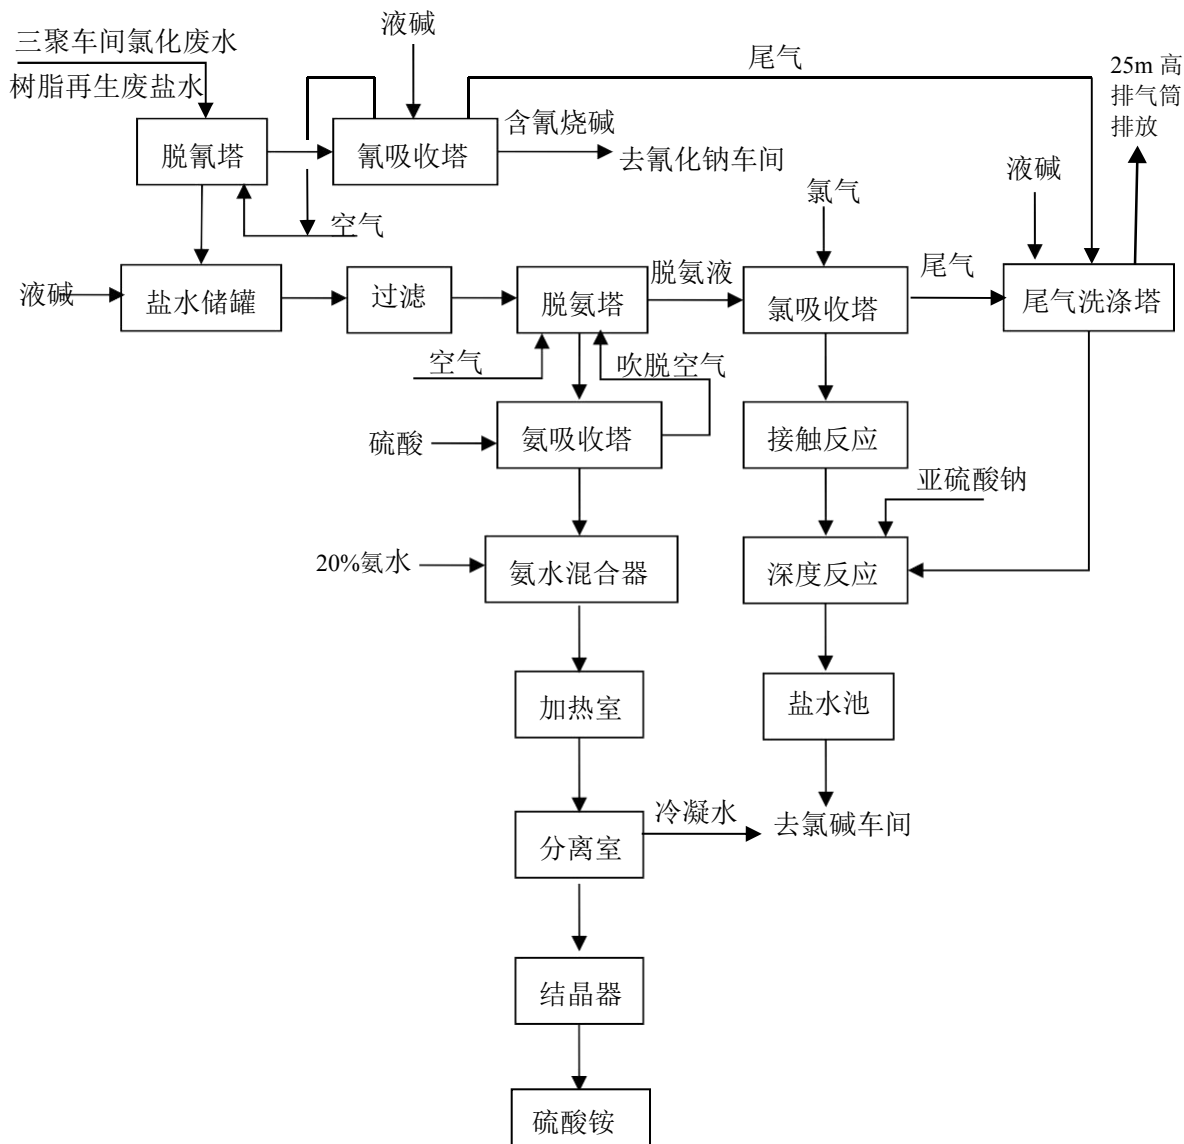 液碱
三聚车间氯化废水
尾气
25m 高
排气筒
排放
树脂再生废盐水
含氰烧碱
脱氰塔
氰吸收塔
去氰化钠车间
液碱
氯气
空气
脱氨液
尾气
液碱
盐水储罐
过滤
脱氨塔
氯吸收塔
尾气洗涤塔
空气
吹脱空气
硫酸
氨吸收塔
接触反应
亚硫酸钠
20%氨水
氨水混合器
深度反应
加热室
盐水池
冷凝水
去氯碱车间
分离室
结晶器
硫酸铵